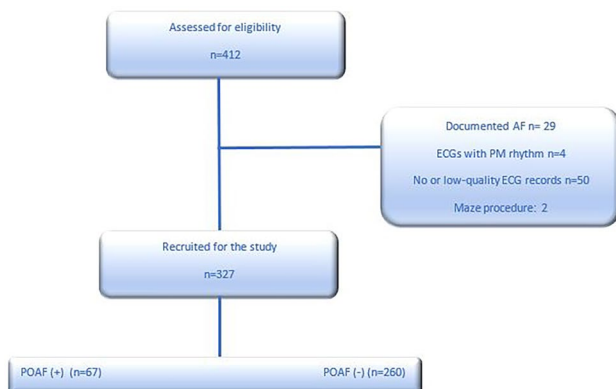 Assessed for eligibility
n=412
Documented AF n= 29
ECGs with PM rhythm n=4
No or low-quality ECG records n=50
Maze procedure: 2
Recruited for the study
n=327
POAF (+) (n=67) POAF (-) (n=260)